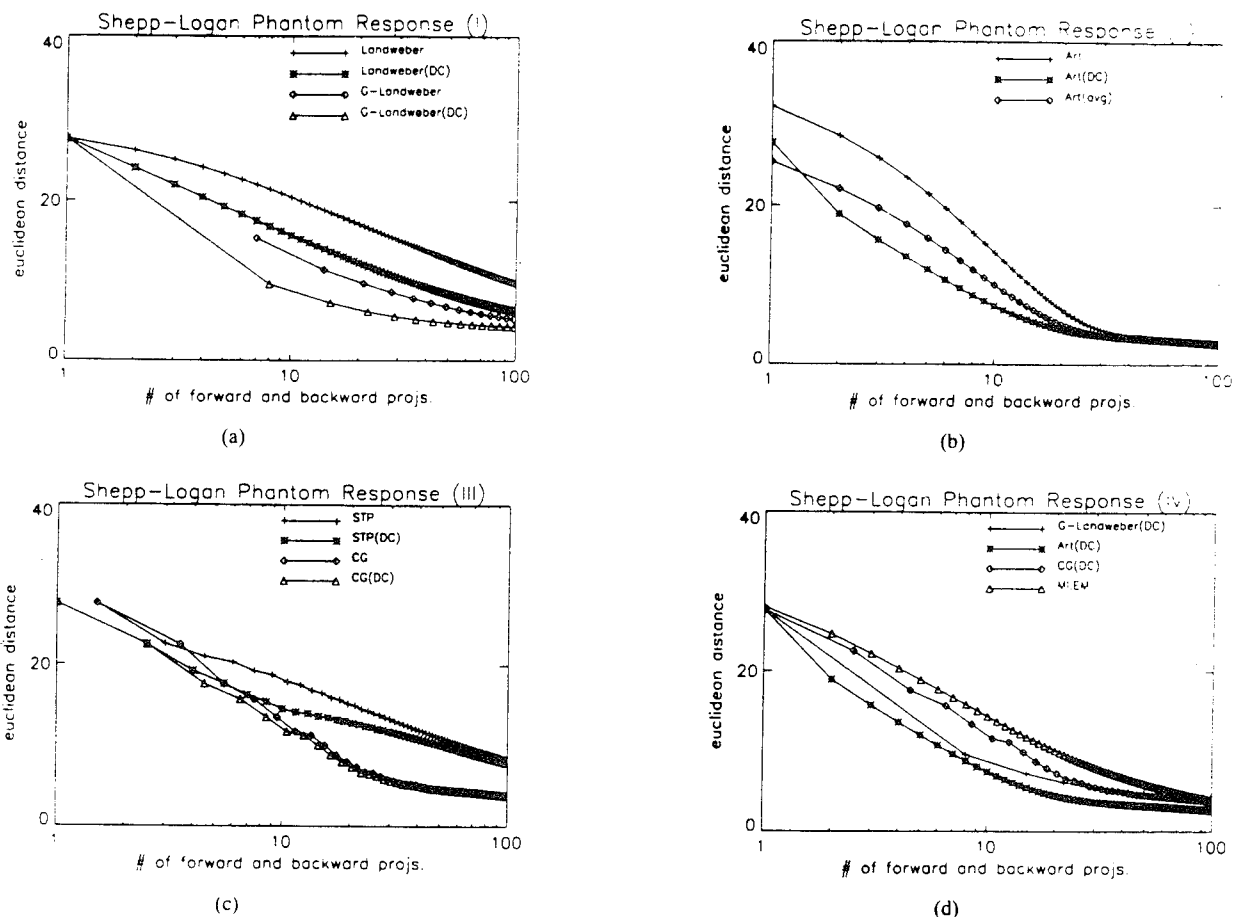 Shepp-Logan Phantom Response (I)
40
Landweber
Landweber(DC)
G-Landweber
G-Landweber(DC)
euclidean distance
20
0
1
10
100
# of forward and backward projs.
(a)
Shepp-Logan Phantom Response
40
Art
Art(DC)
Art(avg)
euclidean distance
20
0
1
10
100
# of forward and backward projs.
(b)
Shepp-Logan Phantom Response (III)
40
STP
STP(DC)
CG
CG(DC)
euclidean distance
20
0
1
10
100
# of forward and backward projs.
(c)
Shepp-Logan Phantom Response (iv)
40
G-Landweber(DC)
Art(DC)
CG(DC)
MLEM
euclidean distance
20
0
1
10
100
# of forward and backward projs.
(d)